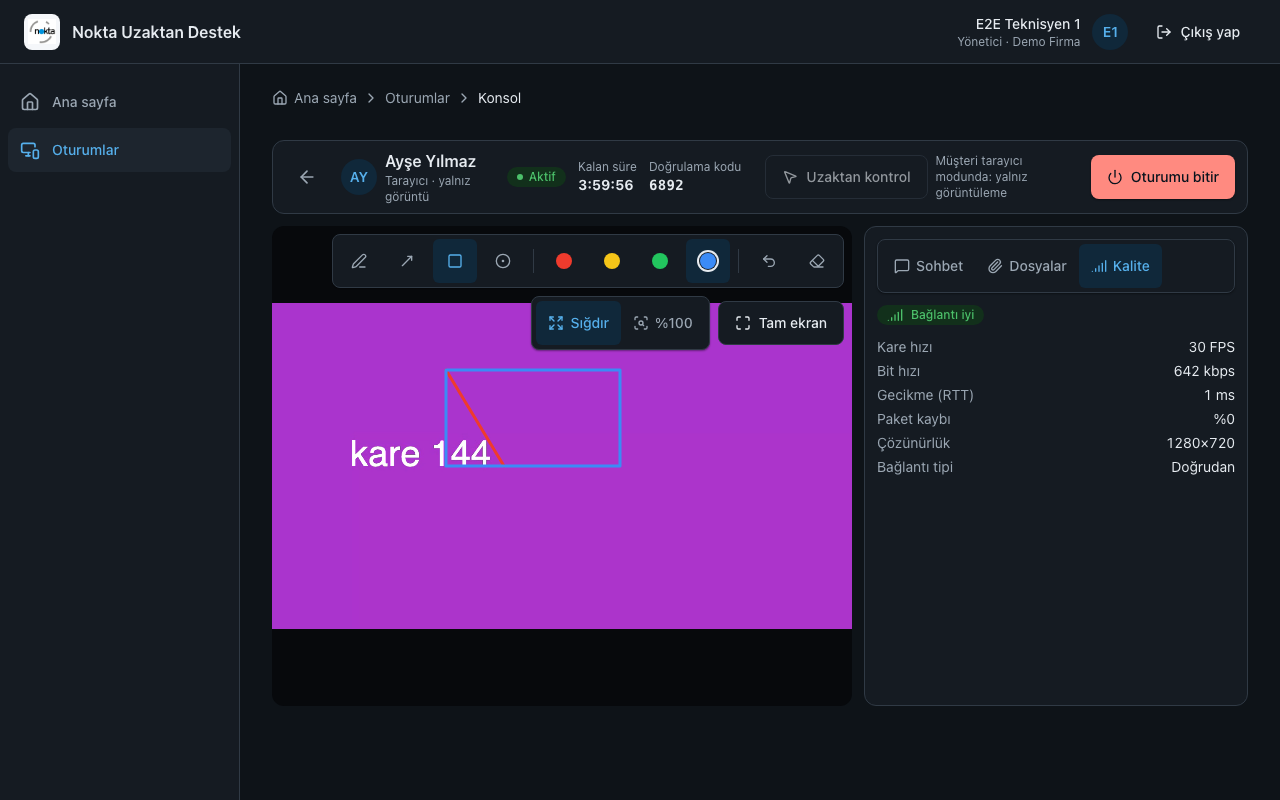 nokta
Nokta Uzaktan Destek
E2E Teknisyen 1
Yönetici · Demo Firma
E1
Çıkış yap
Ana sayfa
Oturumlar
Ana sayfa
Oturumlar
Konsol
AY
Ayşe Yılmaz
Tarayıcı · yalnız
görüntü
Aktif
Kalan süre
3:59:56
Doğrulama kodu
6892
Uzaktan kontrol
Müşteri tarayıcı
modunda: yalnız
görüntüleme
Oturumu bitir
Sığdır
%100
Tam ekran
kare 144
Sohbet
Dosyalar
Kalite
Bağlantı iyi
Kare hızı 30 FPS
Bit hızı 642 kbps
Gecikme (RTT) 1 ms
Paket kaybı %0
Çözünürlük 1280×720
Bağlantı tipi Doğrudan